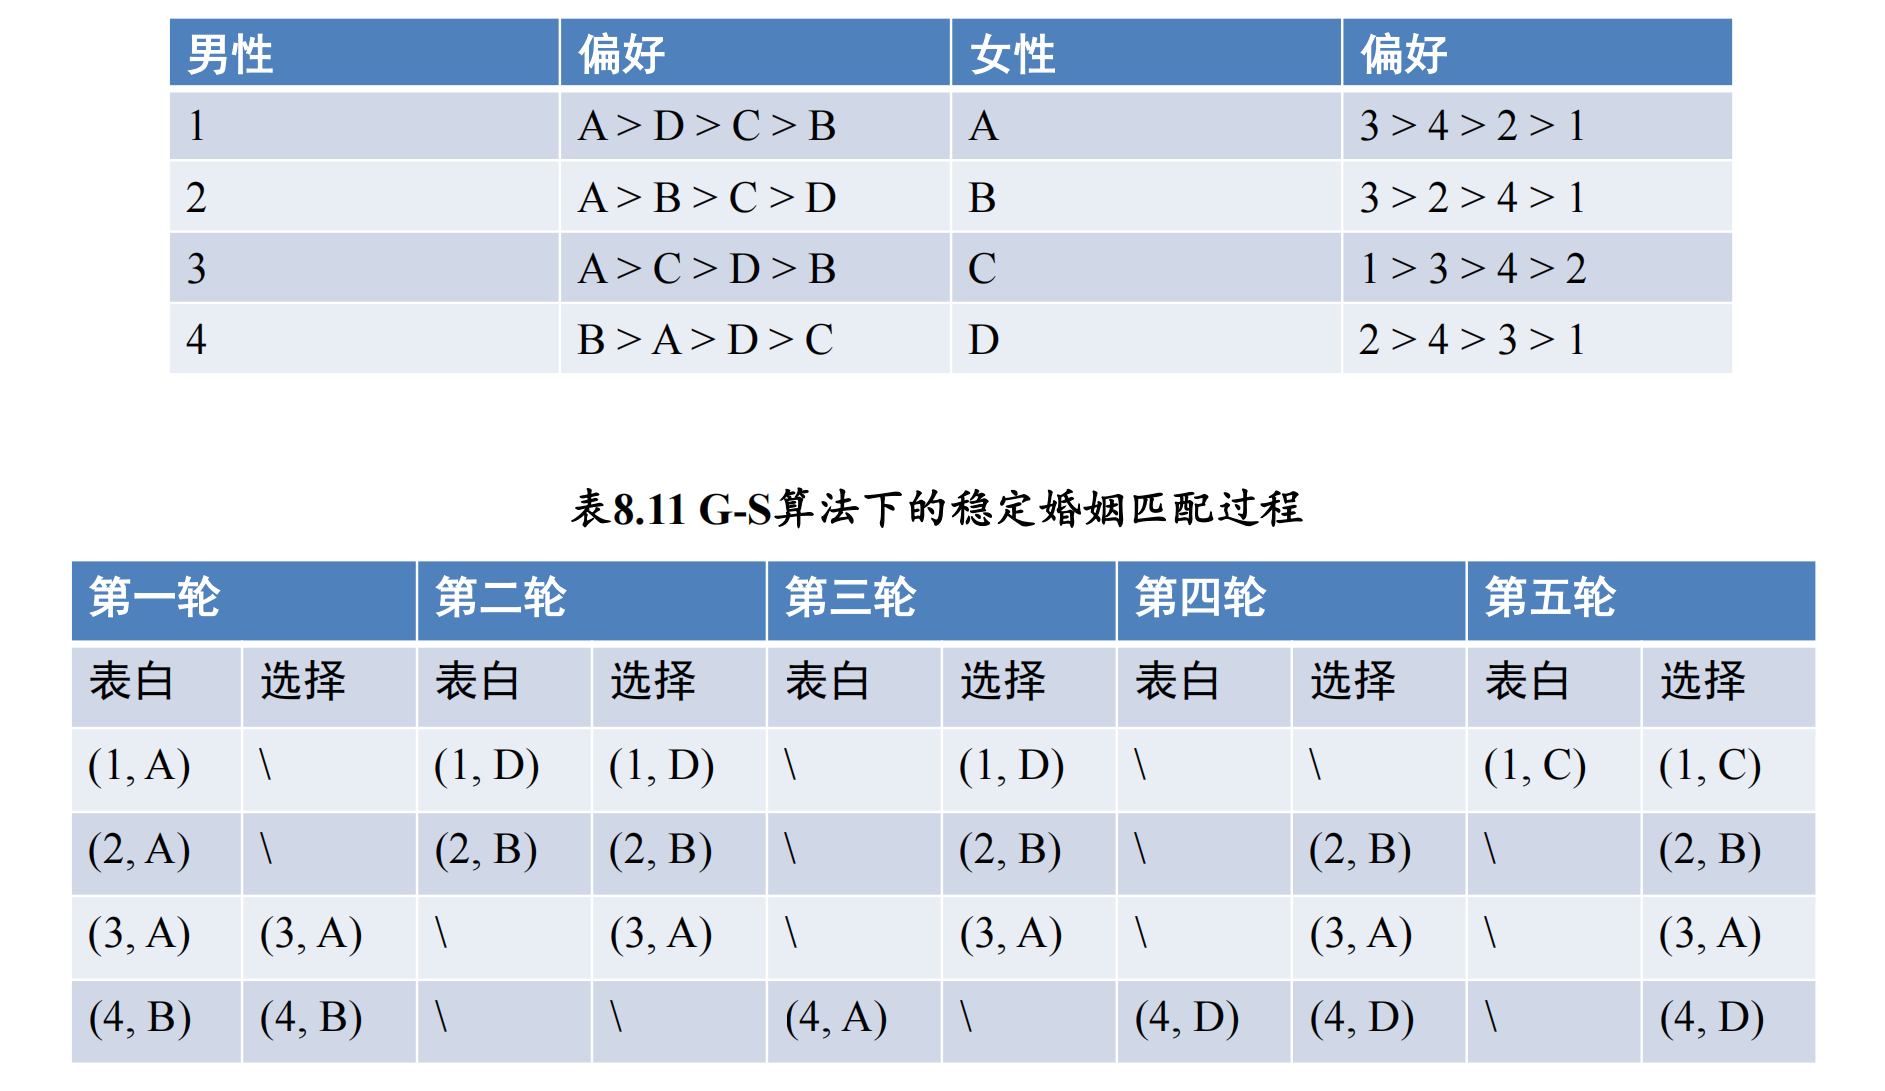 男性 偏好 女性 偏好
1 A > D > C > B A 3 > 4 > 2 > 1
2 A > B > C > D B 3 > 2 > 4 > 1
3 A > C > D > B C 1 > 3 > 4 > 2
4 B > A > D > C D 2 > 4 > 3 > 1
表8.11 G-S算法下的稳定婚姻匹配过程
第一轮 第二轮 第三轮 第四轮 第五轮
表白 选择 表白 选择 表白 选择 表白 选择 表白 选择
(1, A) \ (1, D) (1, D) \ (1, D) \ \ (1, C) (1, C)
(2, A) \ (2, B) (2, B) \ (2, B) \ (2, B) \ (2, B)
(3, A) (3, A) \ (3, A) \ (3, A) \ (3, A) \ (3, A)
(4, B) (4, B) \ \ (4, A) \ (4, D) (4, D) \ (4, D)